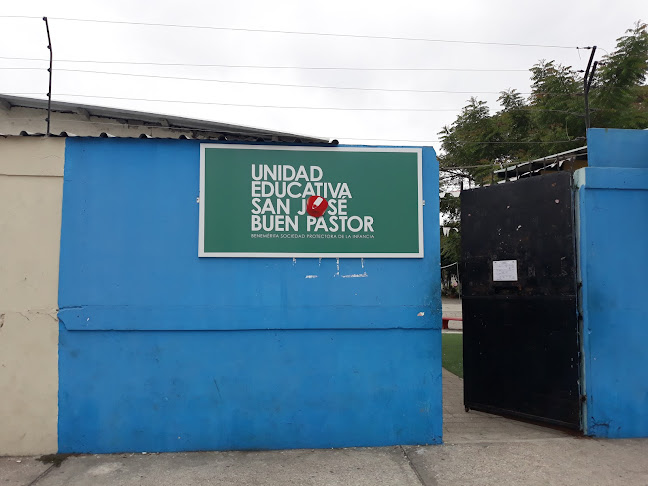 UNIDAD
EDUCATIVA
SAN JOSÉ
BUEN PASTOR
BENEMÉRITA SOCIEDAD PROTECTORA DE LA INFANCIA